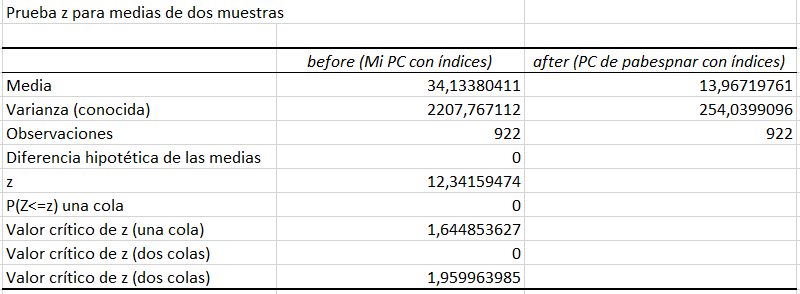 Prueba z para medias de dos muestras
before (Mi PC con índices) after (PC de pabespnar con índices)
Media 34,13380411 13,96719761
Varianza (conocida) 2207,767112 254,0399096
Observaciones 922 922
Diferencia hipotética de las medias 0
z 12,34159474
P(Z<=z) una cola 0
Valor crítico de z (una cola) 1,644853627
Valor crítico de z (dos colas) 0
Valor crítico de z (dos colas) 1,959963985